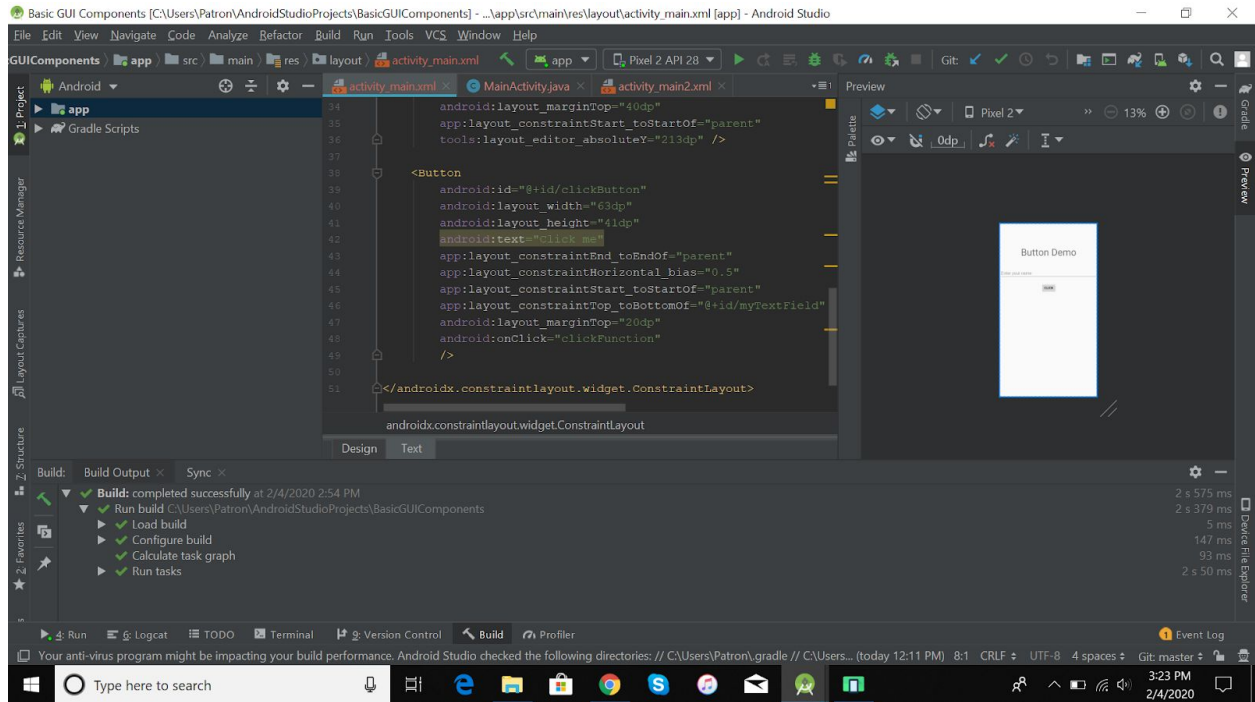 Basic GUI Components [C:\Users\Patron\AndroidStudioProjects\BasicGUIComponents] - ...\app\src\main\res\layout\activity_main.xml [app] - Android Studio
File Edit View Navigate Code Analyze Refactor Build Run Tools VCS Window Help
GUIComponents app src main res layout activity_main.xml app Pixel 2 API 28 Git:
1: Project
Resource Manager
Layout Captures
Z: Structure
2: Favorites
Android
app
Gradle Scripts
activity_main.xml MainActivity.java activity_main2.xml
34 android:layout_marginTop="40dp"
35 app:layout_constraintStart_toStartOf="parent"
36 tools:layout_editor_absoluteY="213dp" />
37
38 <Button
39 android:id="@+id/clickButton"
40 android:layout_width="63dp"
41 android:layout_height="41dp"
42 android:text="Click me"
43 app:layout_constraintEnd_toEndOf="parent"
44 app:layout_constraintHorizontal_bias="0.5"
45 app:layout_constraintStart_toStartOf="parent"
46 app:layout_constraintTop_toBottomOf="@+id/myTextField"
47 android:layout_marginTop="20dp"
48 android:onClick="clickFunction"
49 />
50
51 </androidx.constraintlayout.widget.ConstraintLayout>
androidx.constraintlayout.widget.ConstraintLayout
Design Text
Preview
Palette
Pixel 2 13%
0dp
Button Demo
Gradle
Preview
Device File Explorer
Build: Build Output Sync
Build: completed successfully at 2/4/2020 2:54 PM 2 s 575 ms
Run build C:\Users\Patron\AndroidStudioProjects\BasicGUIComponents 2 s 379 ms
Load build 5 ms
Configure build 147 ms
Calculate task graph 93 ms
Run tasks 2 s 50 ms
4: Run 6: Logcat TODO Terminal 9: Version Control Build Profiler 1 Event Log
Your anti-virus program might be impacting your build performance. Android Studio checked the following directories: // C:\Users\Patron\.gradle // C:\Users... (today 12:11 PM) 8:1 CRLF UTF-8 4 spaces Git: master
Type here to search
3:23 PM
2/4/2020